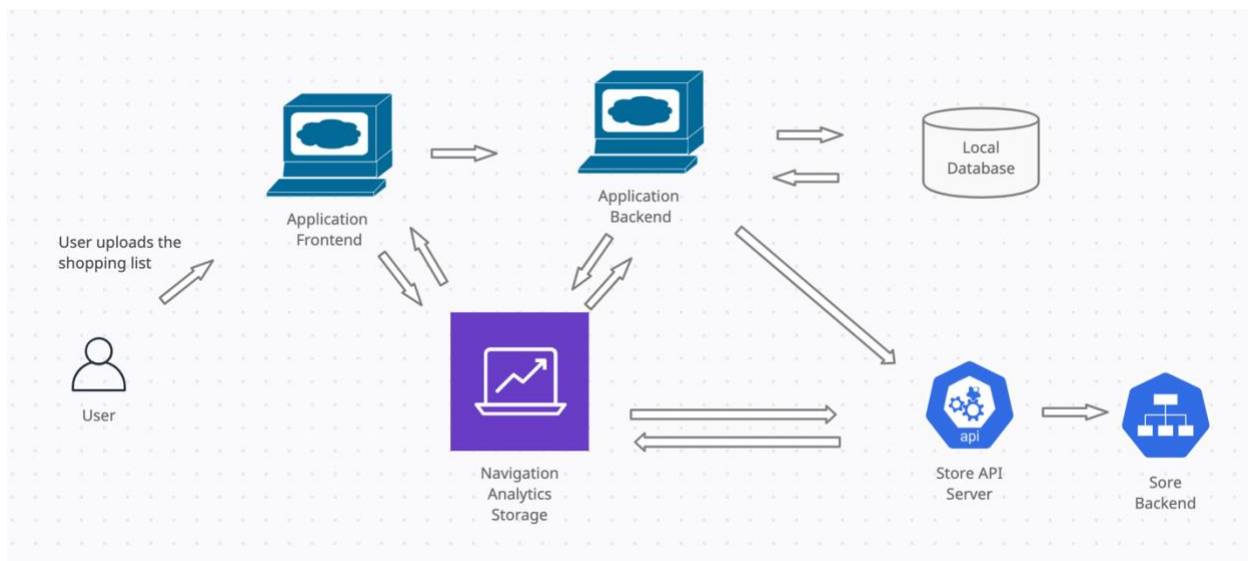 User uploads the
shopping list
User
Application
Frontend
Application
Backend
Local
Database
Navigation
Analytics
Storage
api
Store API
Server
Sore
Backend